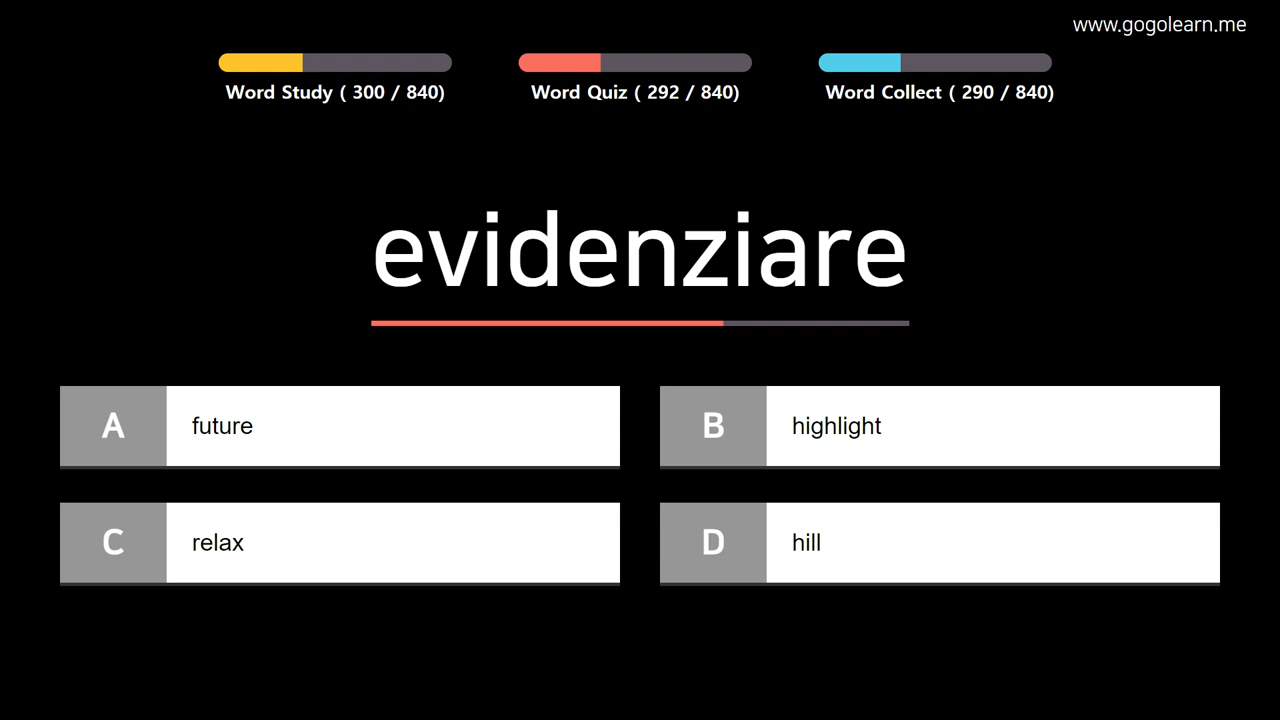 www.gogolearn.me
Word Study ( 300 / 840)
Word Quiz ( 292 / 840)
Word Collect ( 290 / 840)
evidenziare
A future
B highlight
C relax
D hill